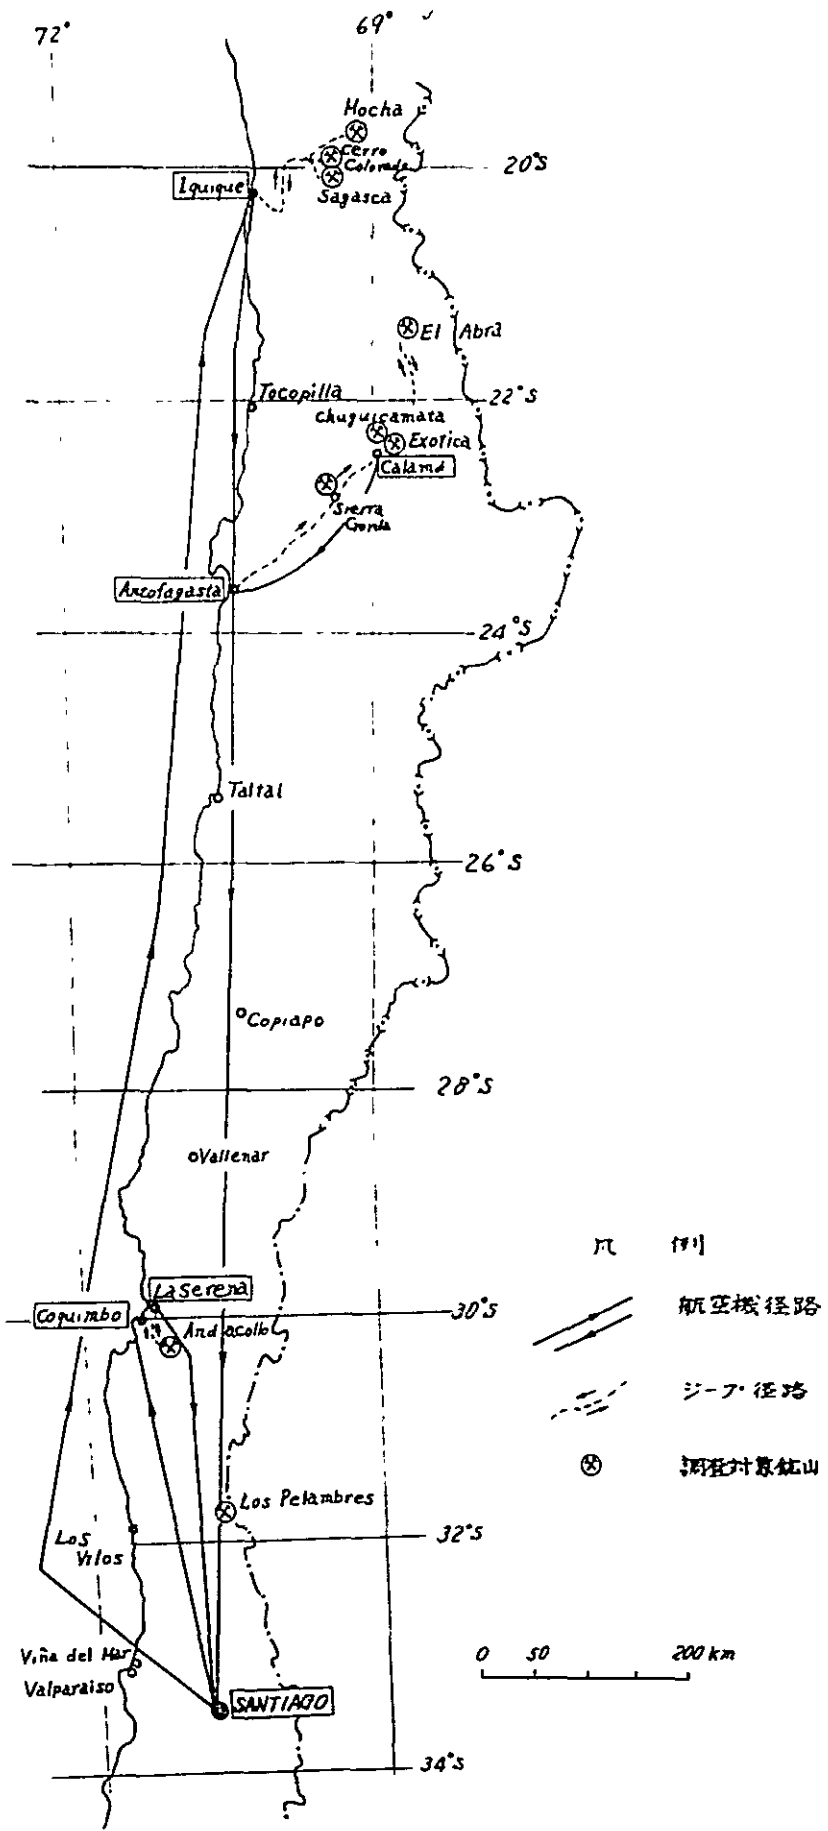 72°
69°
Mocha
Cerro
Colorado
20°S
Iquique
Sagasca
El Abra
Tocopilla
22°S
Chuquicamata
Exotica
Calama
Sierra
Gorda
Antofagasta
24°S
Taltal
26°S
Copiapo
28°S
Vallenar
凡 例
La Serena
Coquimbo
30°S
航空機径路
Andacollo
ジープ径路
調査対象鉱山
Los Pelambres
Los
Vilos
32°S
Viña del Mar
Valparaiso
0 50 200 km
SANTIAGO
34°S